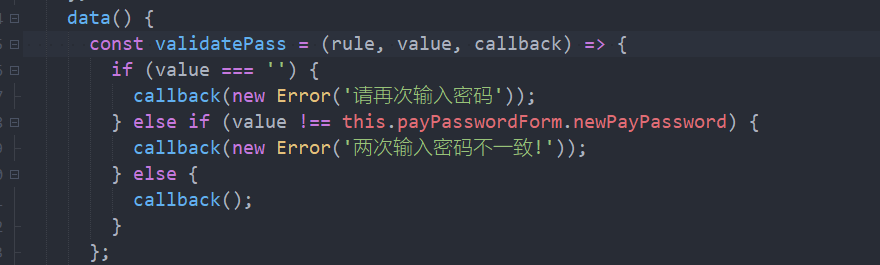 data() {
const validatePass = (rule, value, callback) => {
if (value === '') {
callback(new Error('请再次输入密码'));
} else if (value !== this.payPasswordForm.newPayPassword) {
callback(new Error('两次输入密码不一致!'));
} else {
callback();
}
};